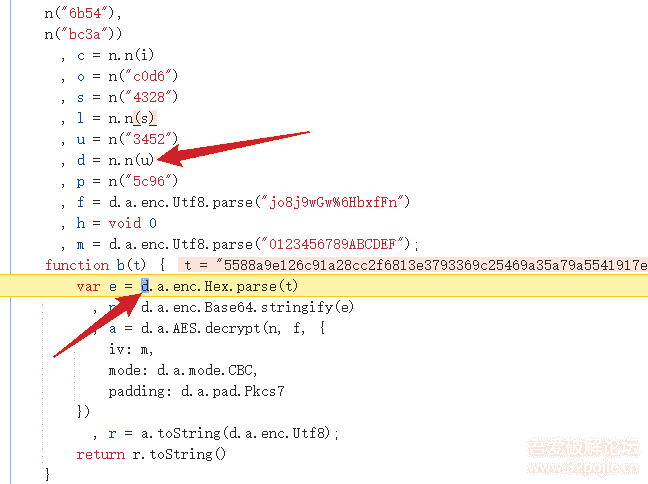 n("6b54"),
n("bc3a"))
, c = n.n(i)
, o = n("c0d6")
, s = n("4328")
, l = n.n(s)
, u = n("3452")
, d = n.n(u)
, p = n("5c96")
, f = d.a.enc.Utf8.parse("jo8j9wGw%6HbxfFn")
, h = void 0
, m = d.a.enc.Utf8.parse("0123456789ABCDEF");
function b(t) { t = "5588a9e126c91a28cc2f6813e3793369c25469a35a79a5541917e
var e = d.a.enc.Hex.parse(t)
, n d.a.enc.Base64.stringify(e)
, a = d.a.AES.decrypt(n, f, {
iv: m,
mode: d.a.mode.CBC,
padding: d.a.pad.Pkcs7
})
, r = a.toString(d.a.enc.Utf8);
return r.toString()
}
吾爱破解论坛
www.52pojie.cn